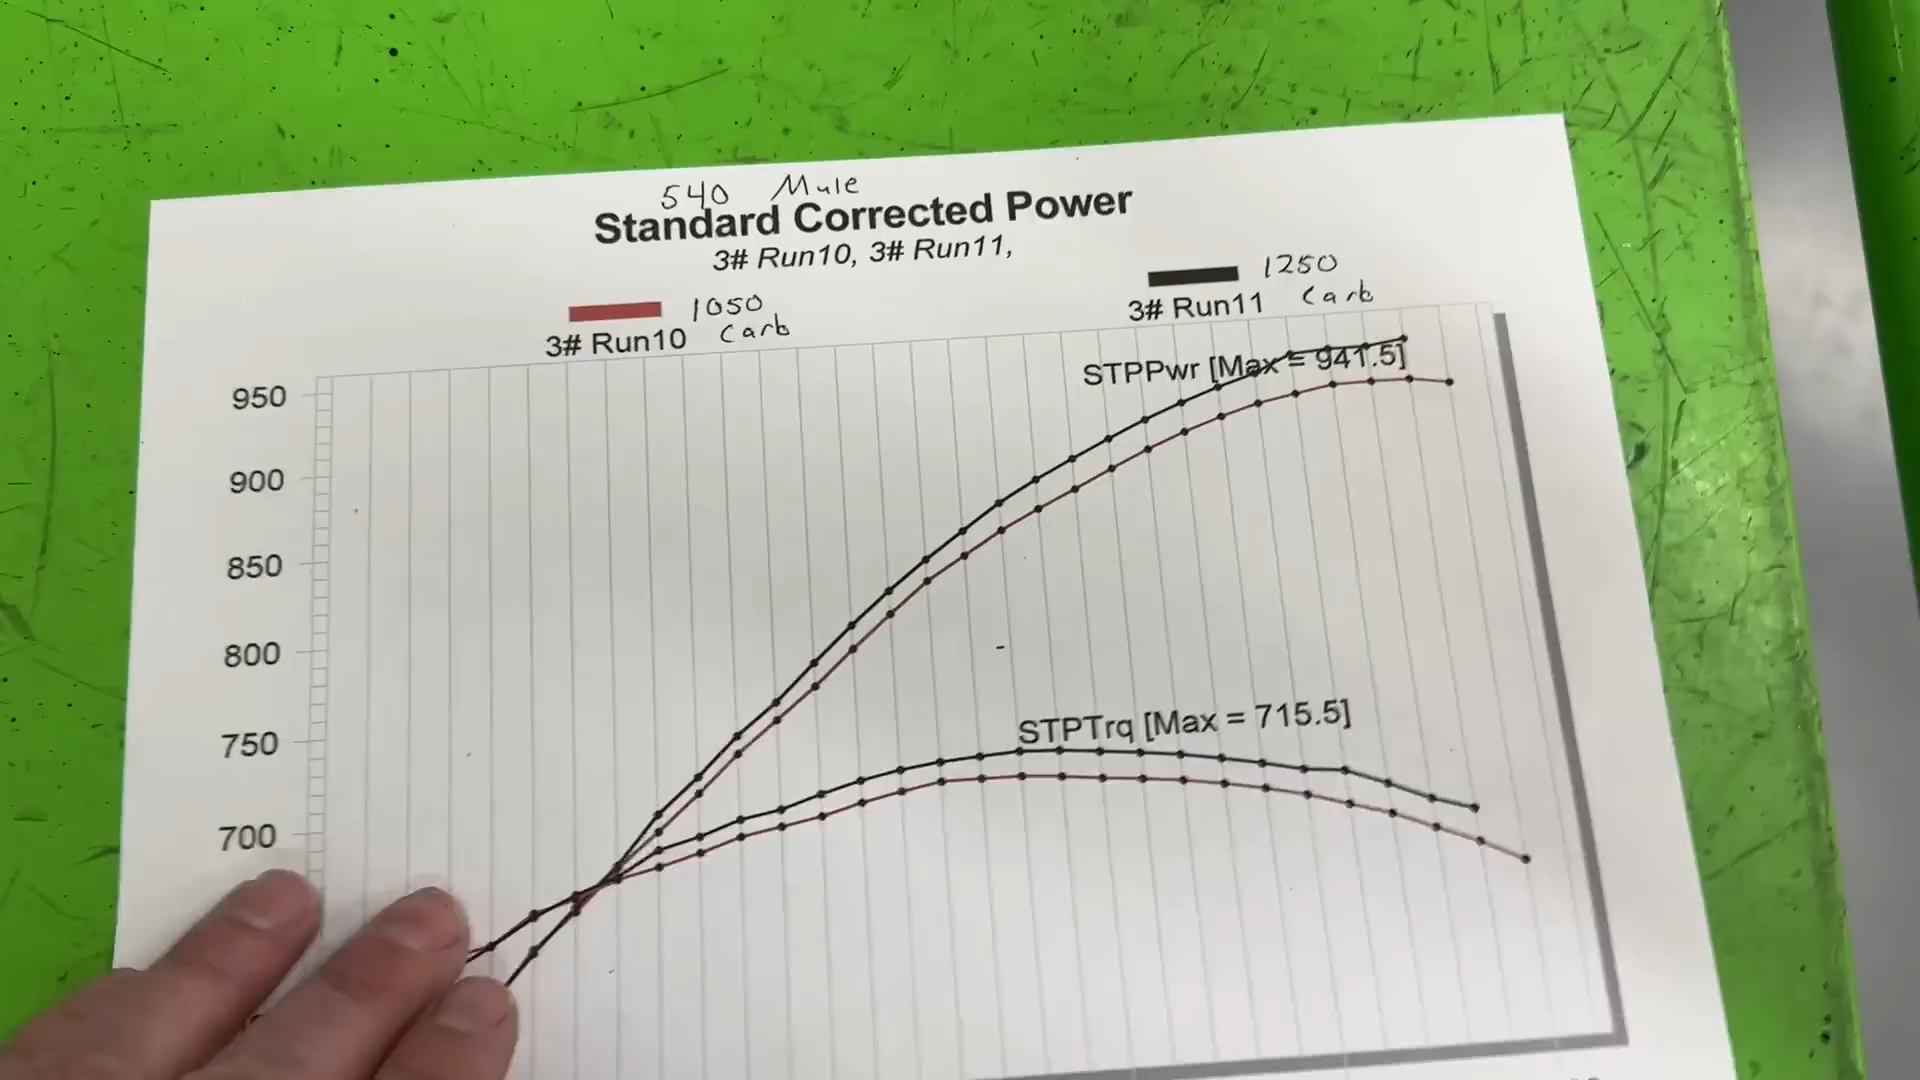 540 Mule
Standard Corrected Power
3# Run10, 3# Run11,
1050
Carb
3# Run10
1250
Carb
3# Run11
STPPwr [Max = 941.5]
950
900
850
800
750
700
STPTrq [Max = 715.5]